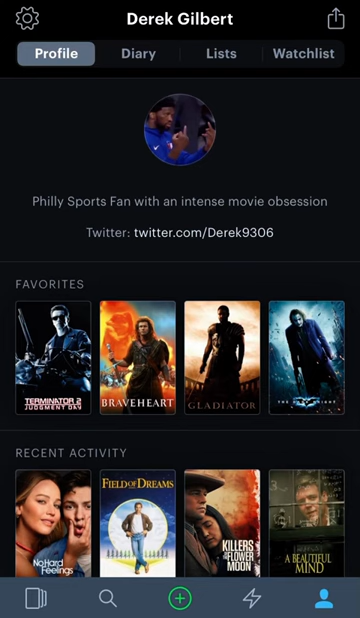 Derek Gilbert
Profile
Diary
Lists
Watchlist
Philly Sports Fan with an intense movie obsession
Twitter: twitter.com/Derek9306
FAVORITES
TERMINATOR 2
JUDGMENT DAY
BRAVEHEART
GLADIATOR
RECENT ACTIVITY
No Hard
Feelings
FIELD OF DREAMS
KILLERS
OF THE
FLOWER
MOON
A BEAUTIFUL
MIND